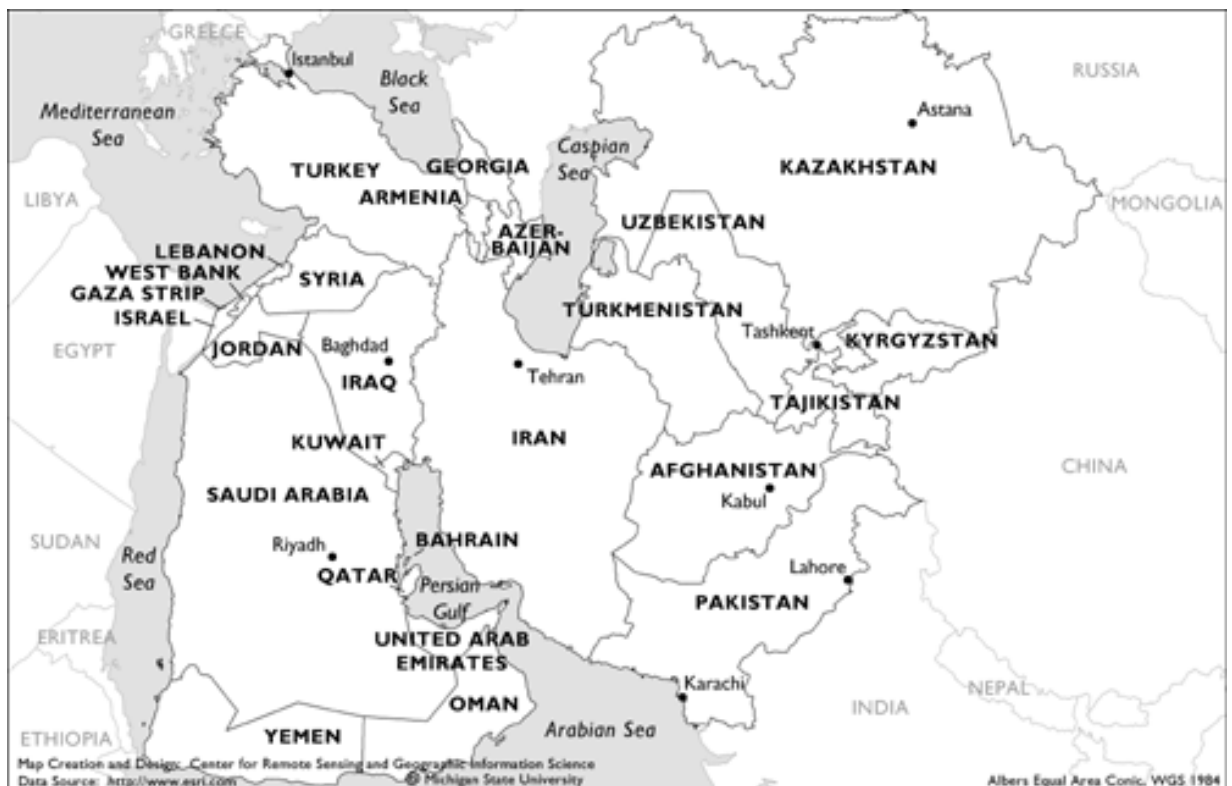 GREECE
Istanbul
Black
Sea
RUSSIA
Mediterranean
Sea
Astana
Caspian
Sea
TURKEY
GEORGIA
KAZAKHSTAN
LIBYA
ARMENIA
MONGOLIA
UZBEKISTAN
AZER-
BAIJAN
LEBANON
WEST BANK
SYRIA
GAZA STRIP
TURKMENISTAN
ISRAEL
Tashkent
KYRGYZSTAN
EGYPT
JORDAN
Baghdad
IRAQ
Tehran
TAJIKISTAN
KUWAIT
IRAN
AFGHANISTAN
CHINA
Kabul
SAUDI ARABIA
SUDAN
Red
Sea
Riyadh
BAHRAIN
QATAR
Persian
Gulf
Lahore
PAKISTAN
ERITREA
UNITED ARAB
EMIRATES
Karachi
NEPAL
OMAN
INDIA
Arabian Sea
ETHIOPIA
YEMEN
Map Creation and Design: Center for Remote Sensing and Geographic Information Science
Data Source: http://www.esri.com
© Michigan State University
Albers Equal Area Conic, WGS 1984